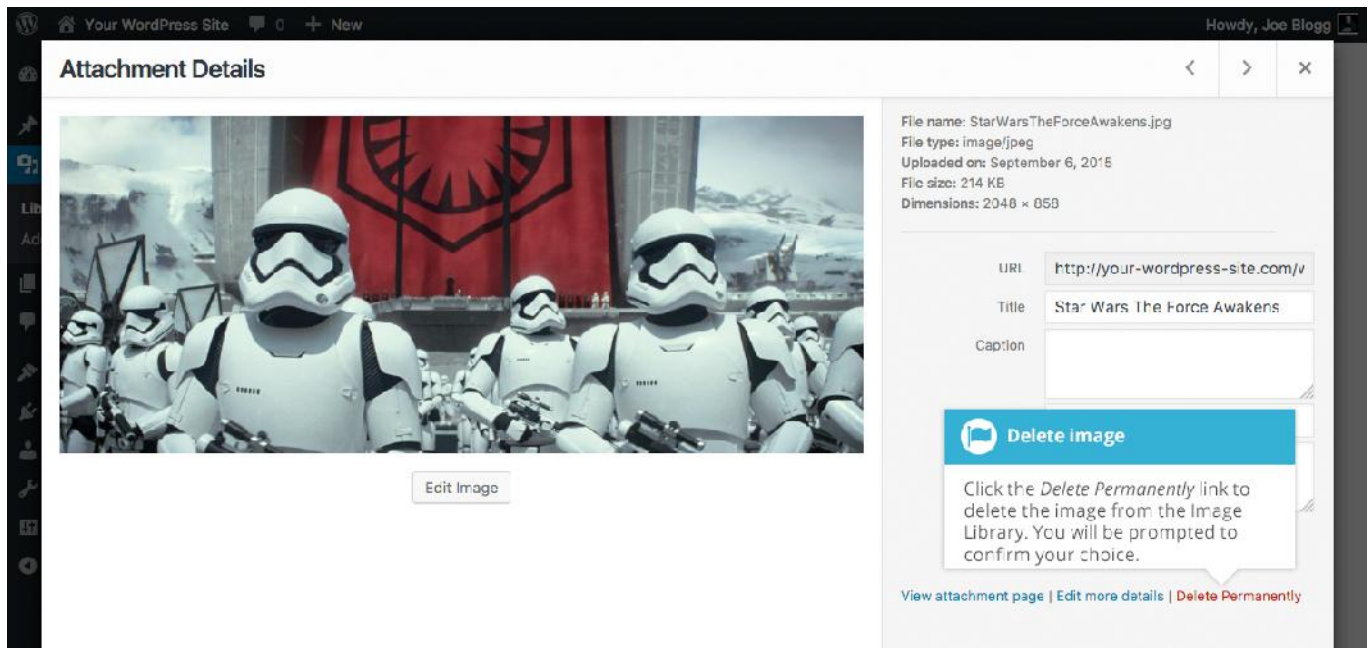 Your WordPress Site 0 + New
Howdy, Joe Blogg
Attachment Details
File name: StarWarsTheForceAwakens.jpg
File type: image/jpeg
Uploaded on: September 6, 2015
File size: 214 KB
Dimensions: 2048 × 858
Lib
Ad
URL http://your-wordpress-site.com/w
Title Star Wars The Force Awakens
Caption
Delete image
Edit Image
Click the Delete Permanently link to
delete the image from the Image
Library. You will be prompted to
confirm your choice.
View attachment page | Edit more details | Delete Permanently